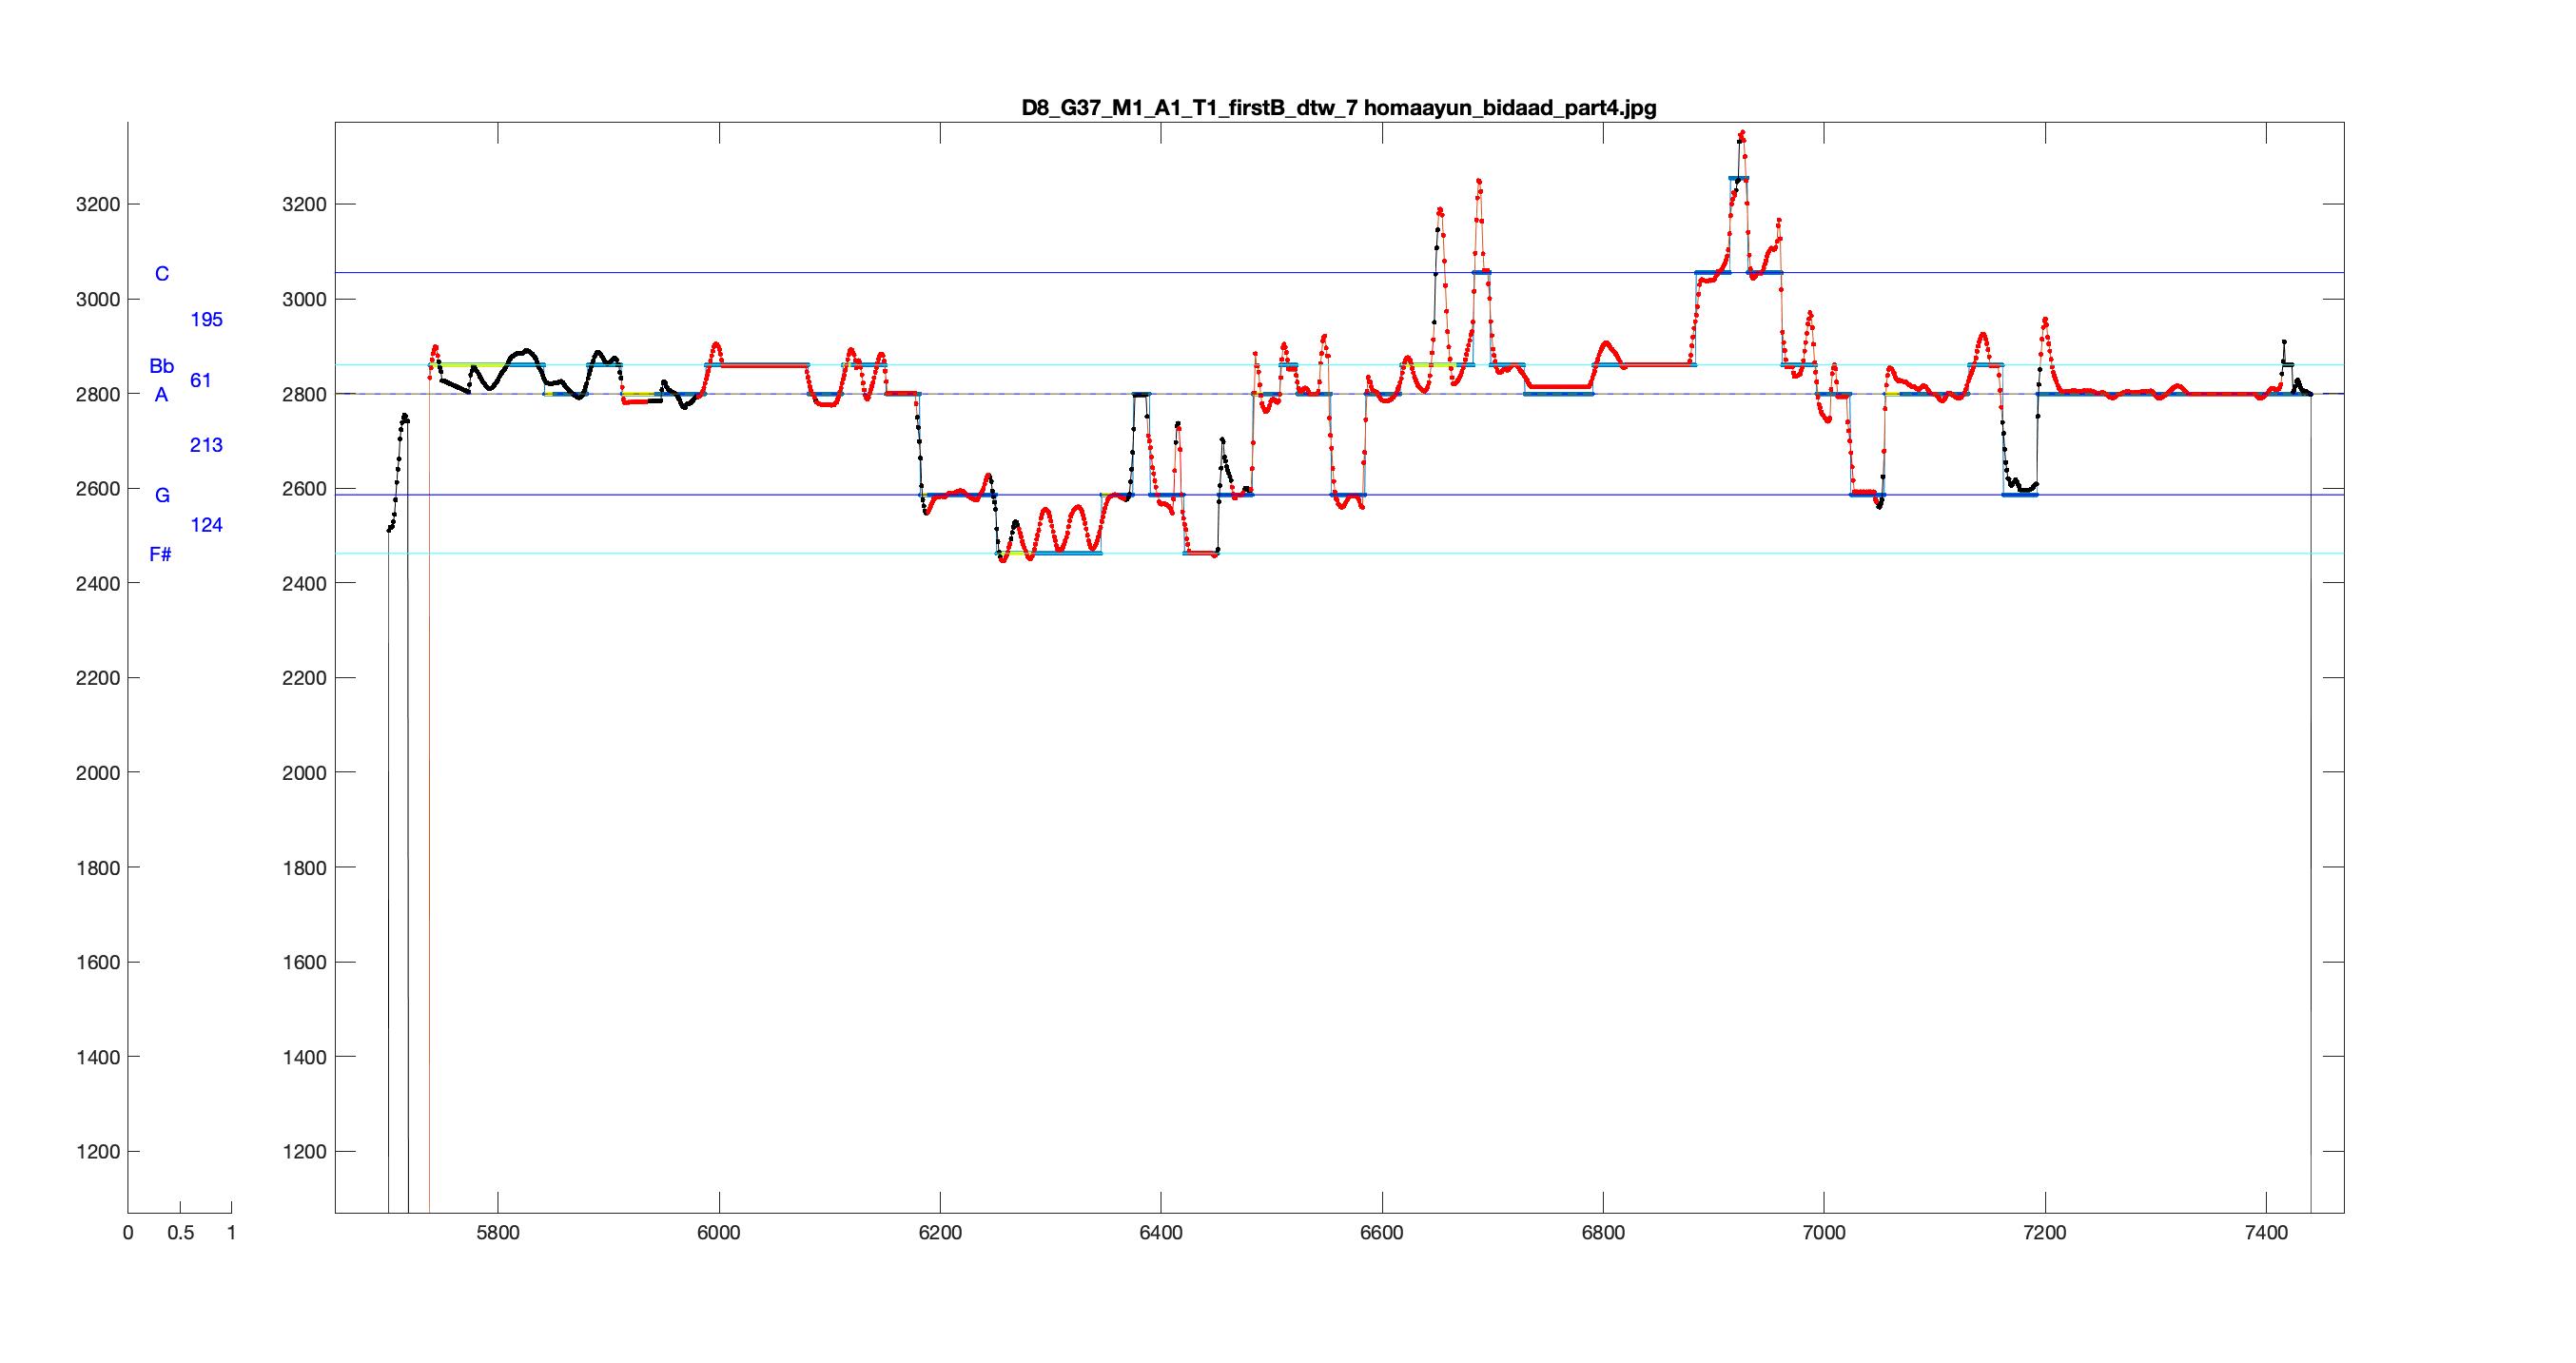 D8_G37_M1_A1_T1_firstB_dtw_7 homaayun_bidaad_part4.jpg
3200 3200
C
3000 3000
195
Bb
61
2800 A 2800
213
2600 G 2600
124
F#
2400 2400
2200 2200
2000 2000
1800 1800
1600 1600
1400 1400
1200 1200
0 0.5 1 5800 6000 6200 6400 6600 6800 7000 7200 7400